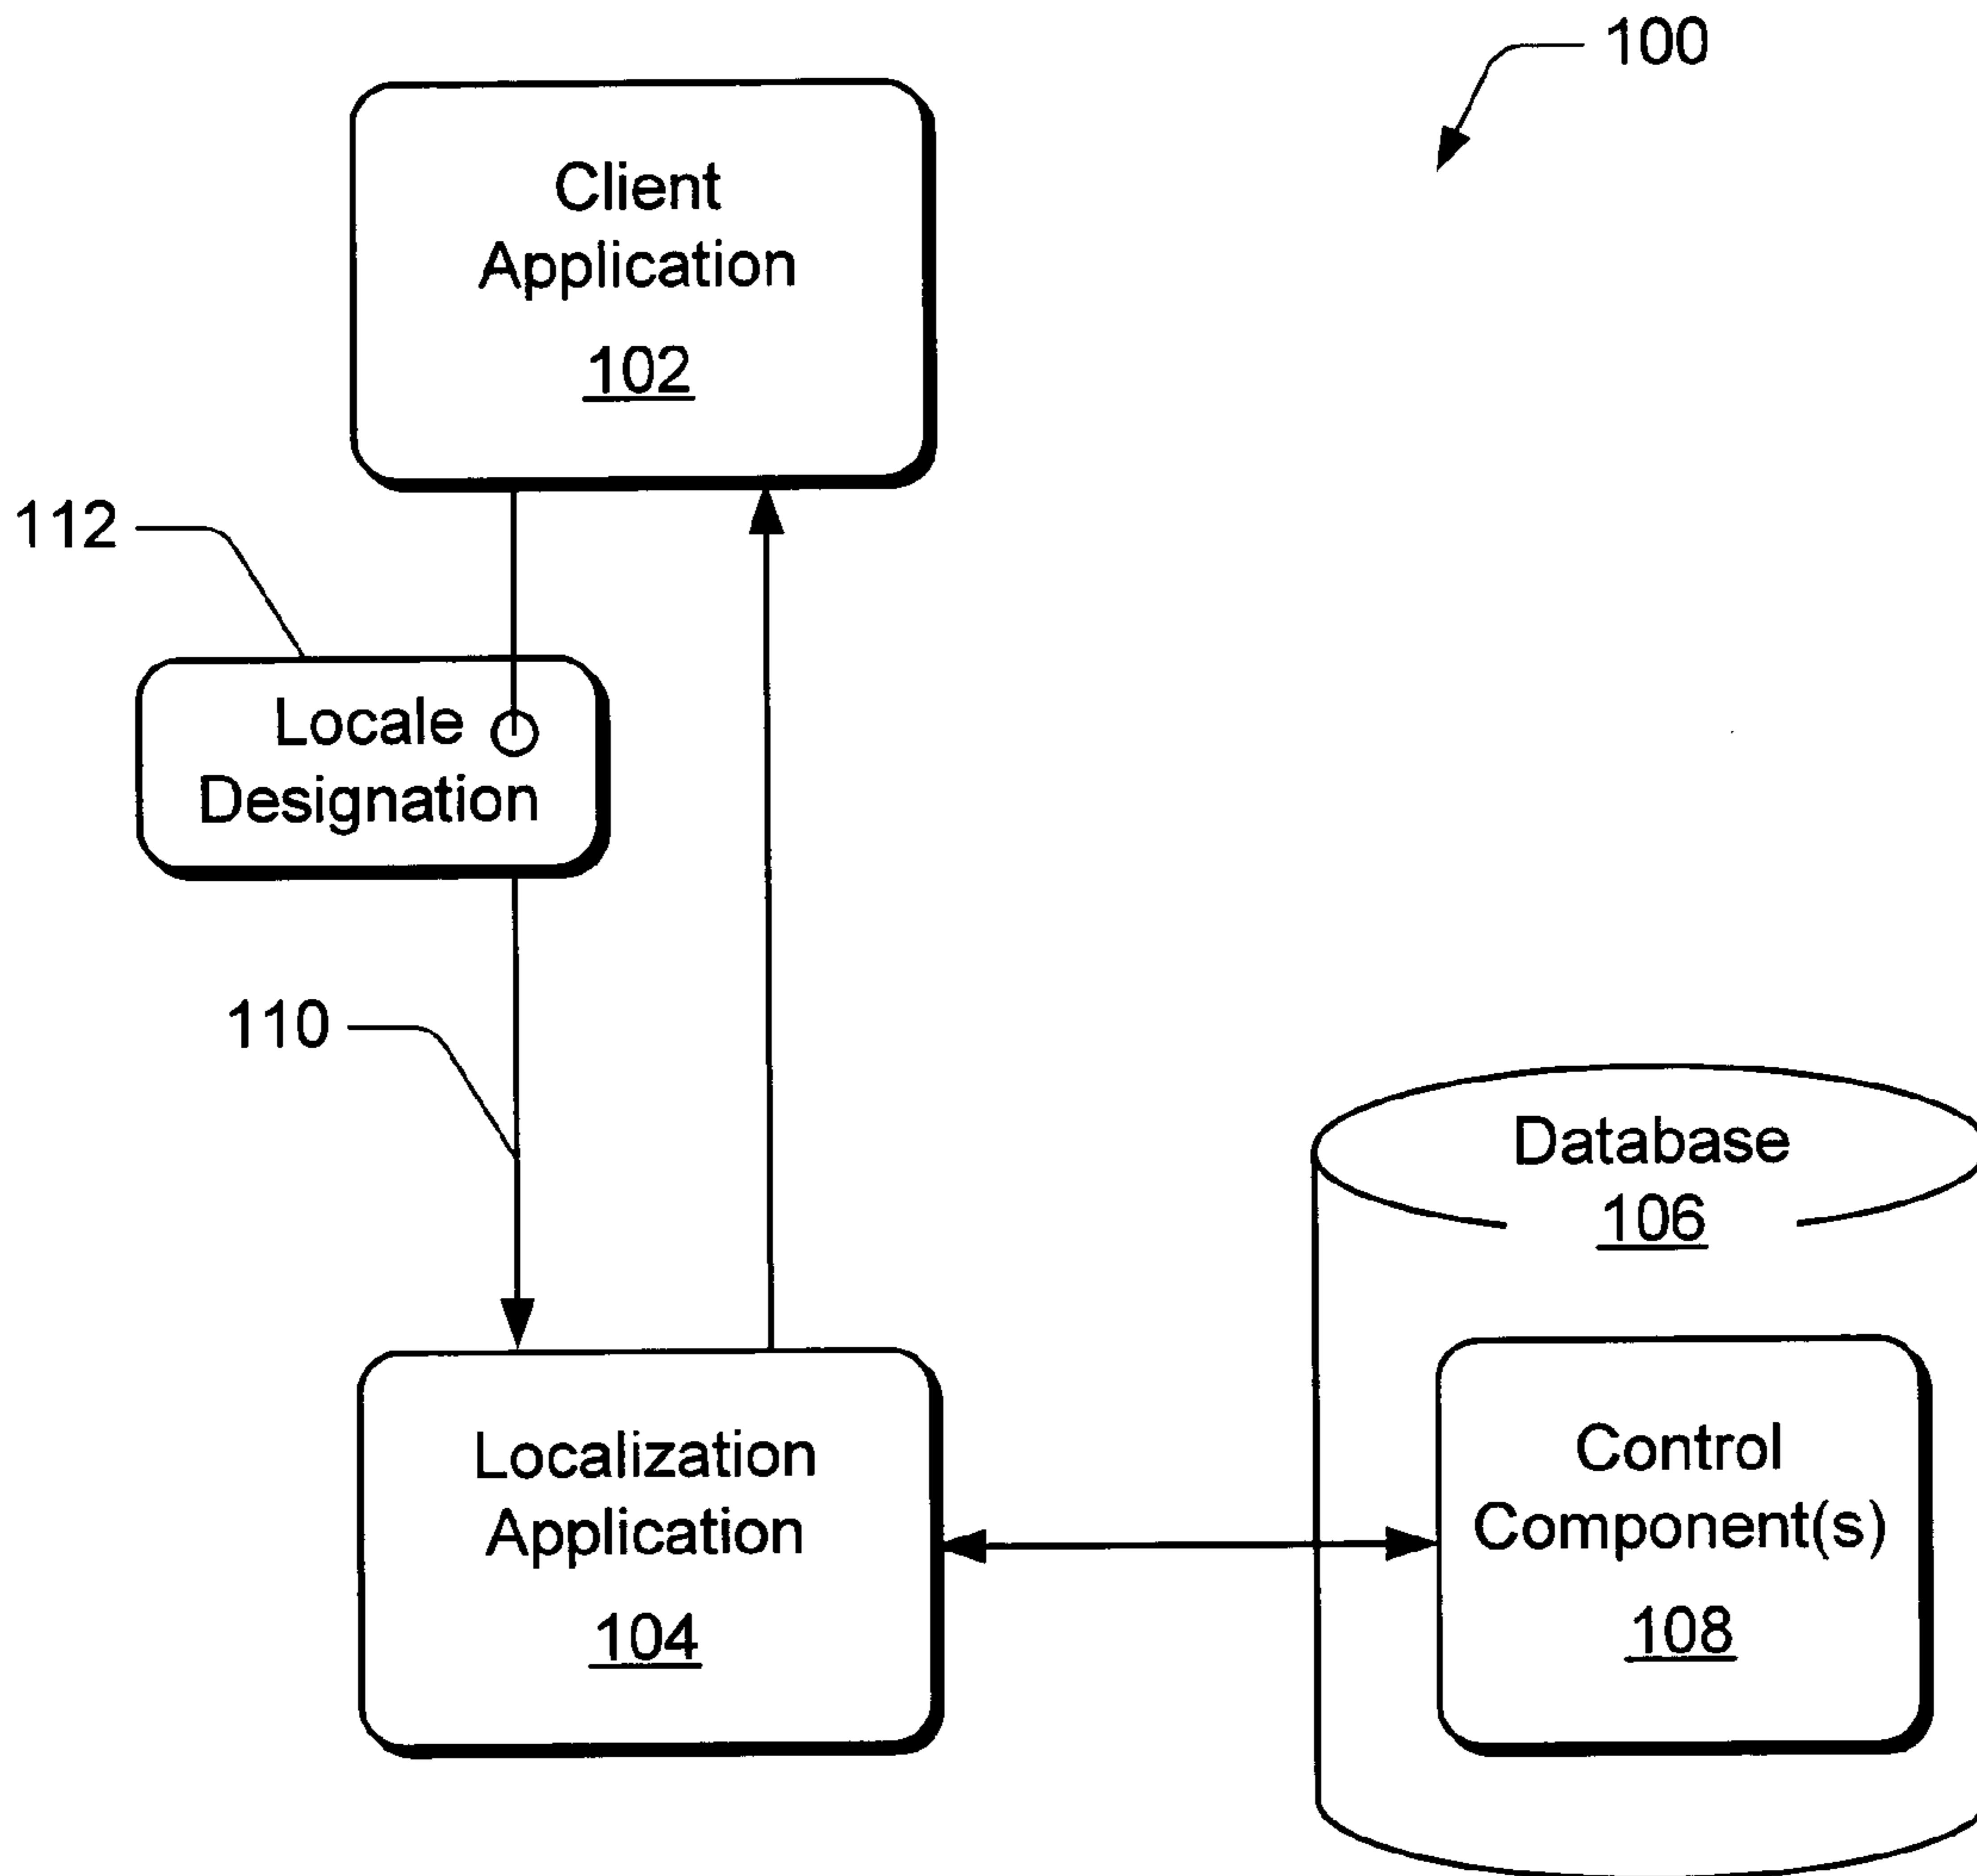 100
Client
Application
102
112
Locale
Designation
110
Database
106
Localization
Application
104
Control
Component(s)
108